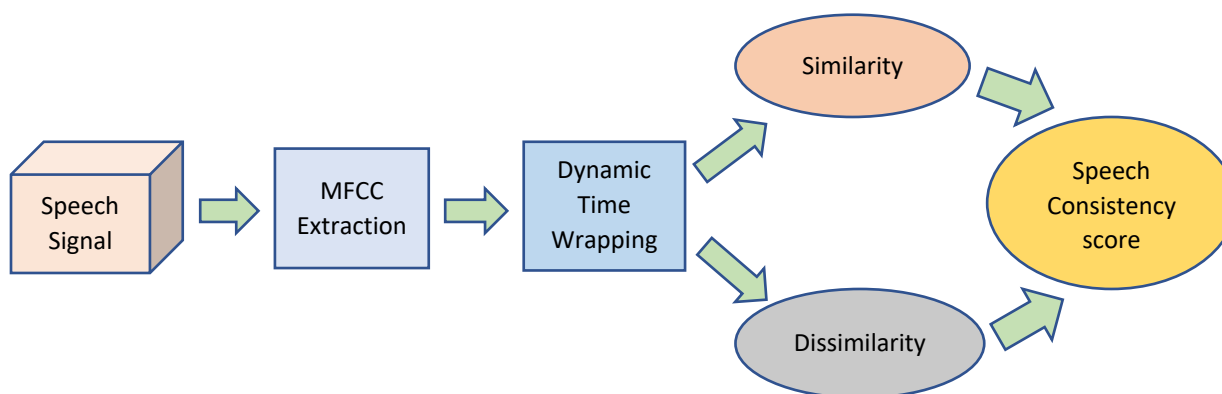 Speech
Signal
MFCC
Extraction
Dynamic
Time
Wrapping
Similarity
Dissimilarity
Speech
Consistency
score